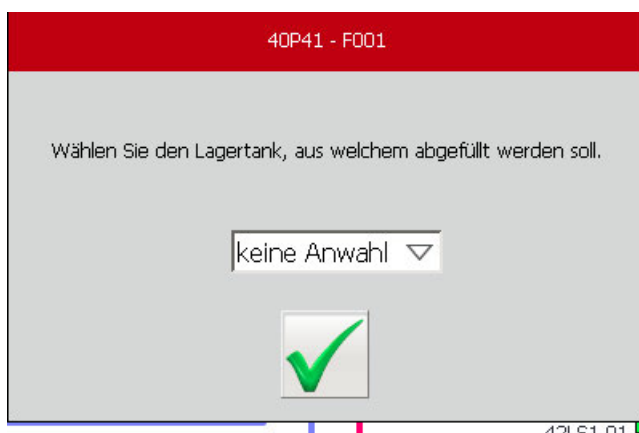 40P41 - F001
Wählen Sie den Lagertank, aus welchem abgefüllt werden soll.
keine Anwahl